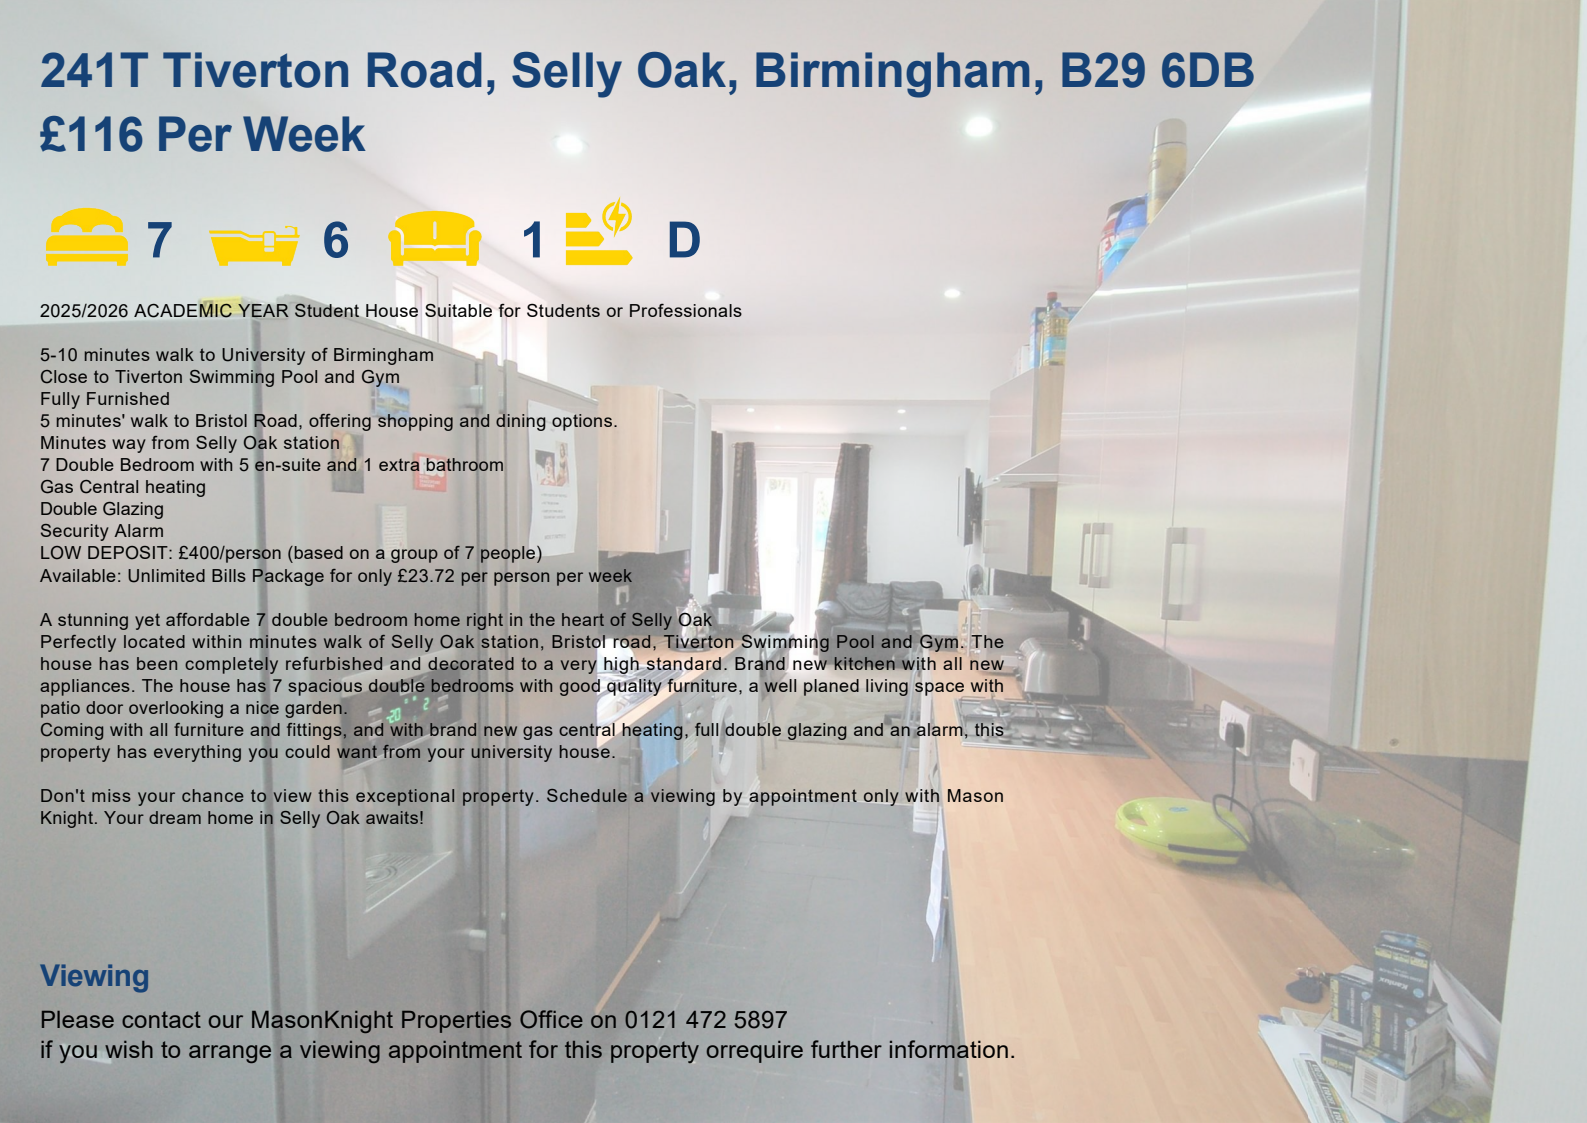 241T Tiverton Road, Selly Oak, Birmingham, B29 6DB
£116 Per Week
7 6 1 D
2025/2026 ACADEMIC YEAR Student House Suitable for Students or Professionals
5-10 minutes walk to University of Birmingham
Close to Tiverton Swimming Pool and Gym
Fully Furnished
5 minutes' walk to Bristol Road, offering shopping and dining options.
Minutes way from Selly Oak station
7 Double Bedroom with 5 en-suite and 1 extra bathroom
Gas Central heating
Double Glazing
Security Alarm
LOW DEPOSIT: £400/person (based on a group of 7 people)
Available: Unlimited Bills Package for only £23.72 per person per week
A stunning yet affordable 7 double bedroom home right in the heart of Selly Oak
Perfectly located within minutes walk of Selly Oak station, Bristol road, Tiverton Swimming Pool and Gym. The
house has been completely refurbished and decorated to a very high standard. Brand new kitchen with all new
appliances. The house has 7 spacious double bedrooms with good quality furniture, a well planed living space with
patio door overlooking a nice garden.
Coming with all furniture and fittings, and with brand new gas central heating, full double glazing and an alarm, this
property has everything you could want from your university house.
Don't miss your chance to view this exceptional property. Schedule a viewing by appointment only with Mason
Knight. Your dream home in Selly Oak awaits!
-20 2
Viewing
Please contact our MasonKnight Properties Office on 0121 472 5897
if you wish to arrange a viewing appointment for this property orrequire further information.